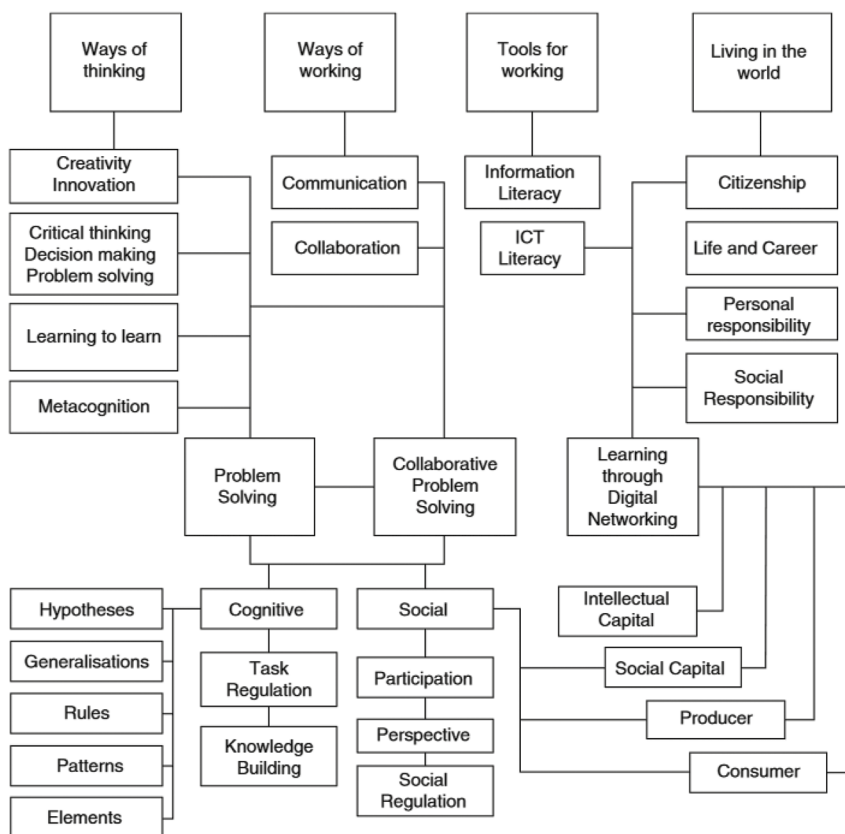 Ways of
thinking
Ways of
working
Tools for
working
Living in the
world
Creativity
Innovation
Communication
Information
Literacy
Citizenship
Critical thinking
Decision making
Problem solving
Collaboration
ICT
Literacy
Life and Career
Learning to learn
Personal
responsibility
Metacognition
Social
Responsibility
Problem
Solving
Collaborative
Problem
Solving
Learning
through
Digital
Networking
Hypotheses
Cognitive
Social
Intellectual
Capital
Generalisations
Task
Regulation
Participation
Social Capital
Rules
Perspective
Producer
Patterns
Knowledge
Building
Social
Regulation
Consumer
Elements